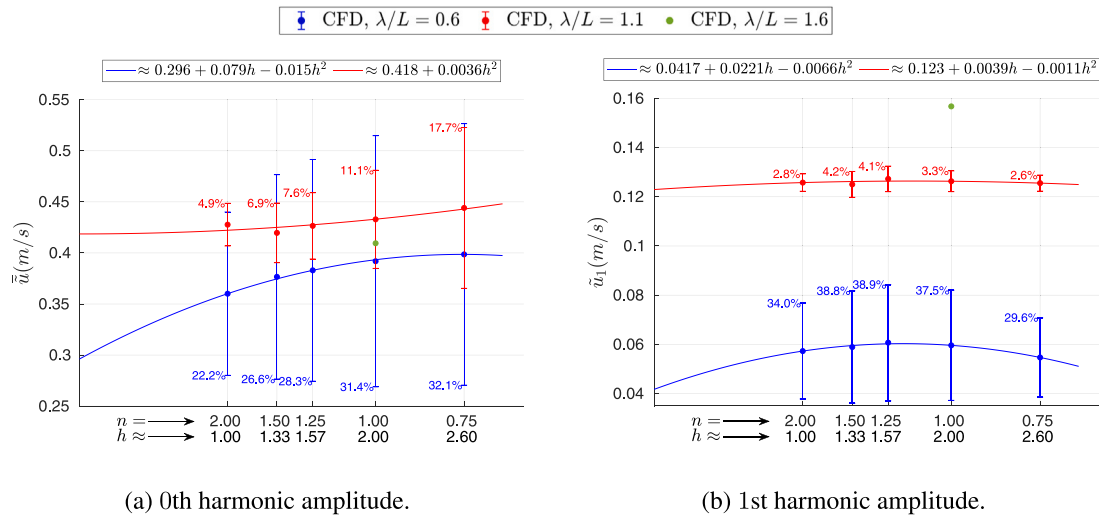 CFD, λ/L = 0.6 CFD, λ/L = 1.1 CFD, λ/L = 1.6
≈ 0.296 + 0.079h − 0.015h² ≈ 0.418 + 0.0036h²
0.55
0.5
0.45
0.4
0.35
0.3
0.25
ū̄(m/s)
4.9% 6.9% 7.6% 11.1% 17.7%
22.2% 26.6% 28.3% 31.4% 32.1%
n = 2.00 1.50 1.25 1.00 0.75
h ≈ 1.00 1.33 1.57 2.00 2.60
(a) 0th harmonic amplitude.
≈ 0.0417 + 0.0221h − 0.0066h² ≈ 0.123 + 0.0039h − 0.0011h²
0.16
0.14
0.12
0.10
0.08
0.06
0.04
ũ₁(m/s)
2.8% 4.2% 4.1% 3.3% 2.6%
34.0% 38.8% 38.9% 37.5% 29.6%
n = 2.00 1.50 1.25 1.00 0.75
h ≈ 1.00 1.33 1.57 2.00 2.60
(b) 1st harmonic amplitude.